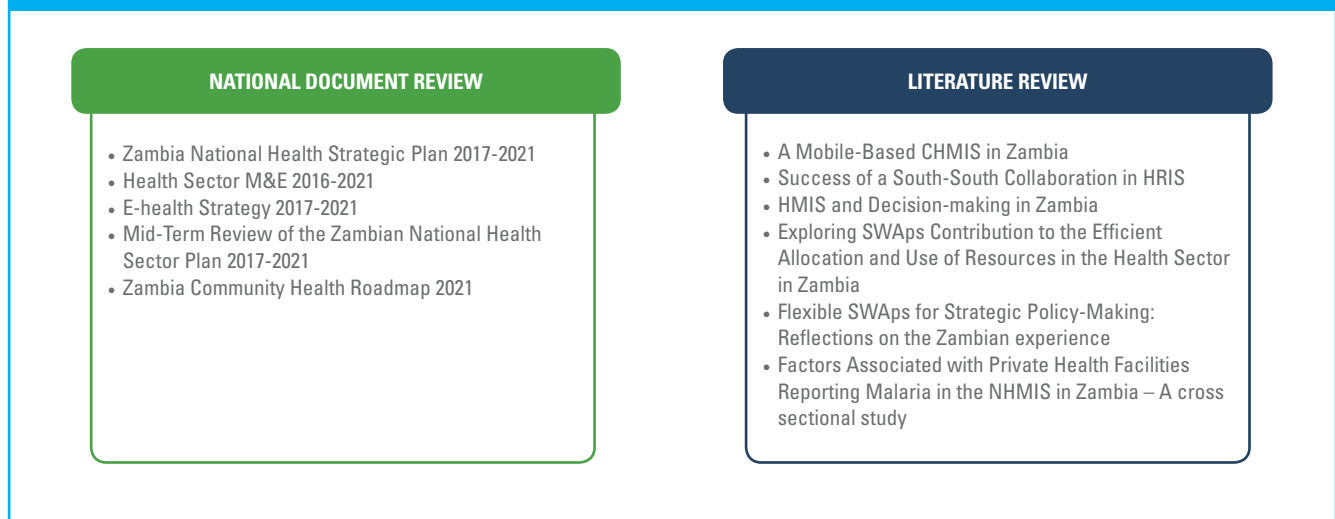 NATIONAL DOCUMENT REVIEW
• Zambia National Health Strategic Plan 2017-2021
• Health Sector M&E 2016-2021
• E-health Strategy 2017-2021
• Mid-Term Review of the Zambian National Health
Sector Plan 2017-2021
• Zambia Community Health Roadmap 2021
LITERATURE REVIEW
• A Mobile-Based CHMIS in Zambia
• Success of a South-South Collaboration in HRIS
• HMIS and Decision-making in Zambia
• Exploring SWAps Contribution to the Efficient
Allocation and Use of Resources in the Health Sector
in Zambia
• Flexible SWAps for Strategic Policy-Making:
Reflections on the Zambian experience
• Factors Associated with Private Health Facilities
Reporting Malaria in the NHMIS in Zambia – A cross
sectional study